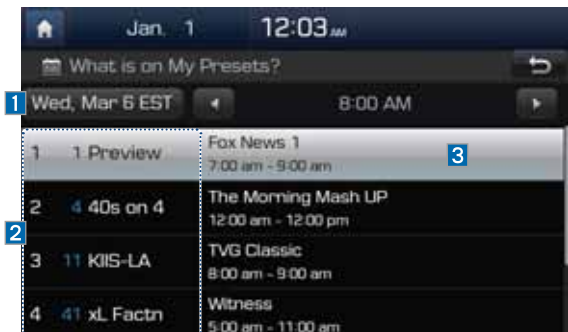 Jan. 1 12:03 AM
What is on My Presets?
1 Wed, Mar 6 EST 8:00 AM
1 1 Preview Fox News 1 3
7:00 am - 9:00 am
2 4 40s on 4 The Morning Mash UP
12:00 am - 12:00 pm
2
3 11 KIIS-LA TVG Classic
8:00 am - 9:00 am
4 41 xL Factn Witness
5:00 am - 11:00 am